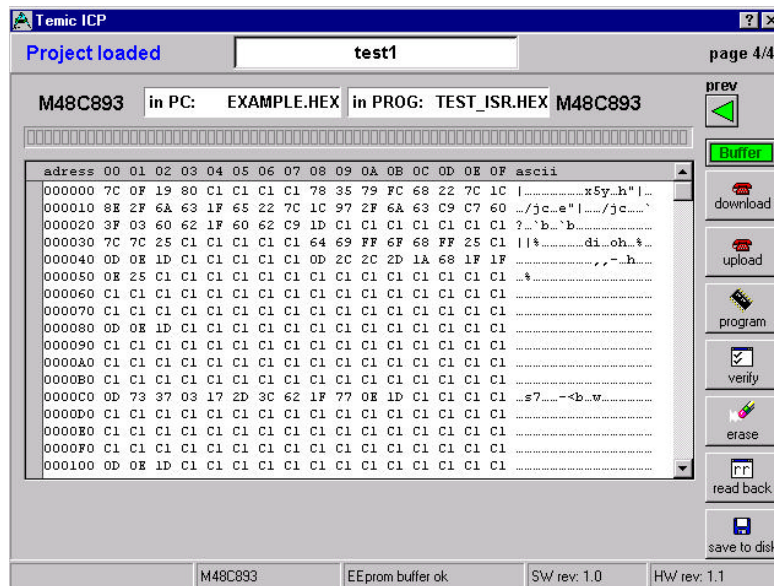 Temic ICP
Project loaded test1 page 4/4
M48C893 in PC: EXAMPLE.HEX in PROG: TEST_ISR.HEX M48C893
prev
Buffer
download
upload
program
verify
erase
read back
save to disk
adress 00 01 02 03 04 05 06 07 08 09 0A 0B 0C 0D 0E 0F ascii
000000 7C 0F 19 80 C1 C1 C1 C1 78 35 79 FC 68 22 7C 1C |...................x5y...h"|...
000010 8E 2F 6A 63 1F 65 22 7C 1C 97 2F 6A 63 C9 C7 60 .../jc...e"|....../jc......`
000020 3F 03 60 62 1F 60 62 C9 1D C1 C1 C1 C1 C1 C1 C1 ?...`b...`b...........................
000030 7C 7C 25 C1 C1 C1 C1 C1 64 69 FF 6F 68 FF 25 C1 ||%...............di...oh...%...
000040 0D 0E 1D C1 C1 C1 C1 C1 0D 2C 2C 2D 1A 68 1F 1F ...........................,,-...h......
000050 0E 25 C1 C1 C1 C1 C1 C1 C1 C1 C1 C1 C1 C1 C1 C1 ...%..........................................
000060 C1 C1 C1 C1 C1 C1 C1 C1 C1 C1 C1 C1 C1 C1 C1 C1 ................................................
000070 C1 C1 C1 C1 C1 C1 C1 C1 C1 C1 C1 C1 C1 C1 C1 C1 ................................................
000080 0D 0E 1D C1 C1 C1 C1 C1 C1 C1 C1 C1 C1 C1 C1 C1 ................................................
000090 C1 C1 C1 C1 C1 C1 C1 C1 C1 C1 C1 C1 C1 C1 C1 C1 ................................................
0000A0 C1 C1 C1 C1 C1 C1 C1 C1 C1 C1 C1 C1 C1 C1 C1 C1 ................................................
0000B0 C1 C1 C1 C1 C1 C1 C1 C1 C1 C1 C1 C1 C1 C1 C1 C1 ................................................
0000C0 0D 73 37 03 17 2D 3C 62 1F 77 0E 1D C1 C1 C1 C1 ...s7......-<b...w..................
0000D0 C1 C1 C1 C1 C1 C1 C1 C1 C1 C1 C1 C1 C1 C1 C1 C1 ................................................
0000E0 C1 C1 C1 C1 C1 C1 C1 C1 C1 C1 C1 C1 C1 C1 C1 C1 ................................................
0000F0 C1 C1 C1 C1 C1 C1 C1 C1 C1 C1 C1 C1 C1 C1 C1 C1 ................................................
000100 0D 0E 1D C1 C1 C1 C1 C1 C1 C1 C1 C1 C1 C1 C1 C1 ................................................
M48C893 EEprom buffer ok SW rev: 1.0 HW rev: 1.1